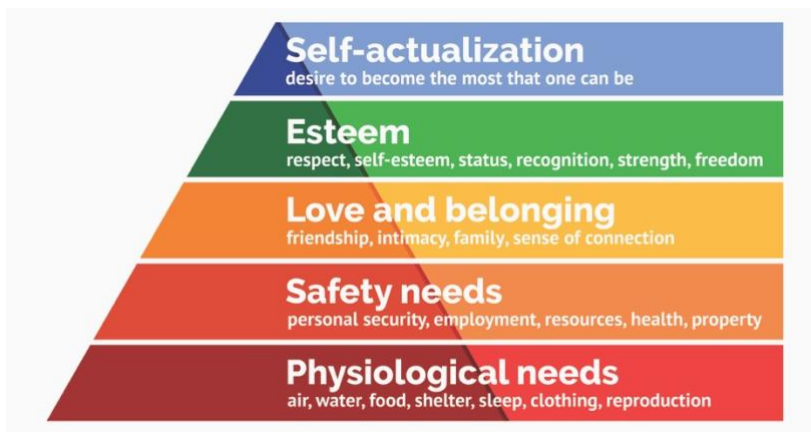 Self-actualization
desire to become the most that one can be
Esteem
respect, self-esteem, status, recognition, strength, freedom
Love and belonging
friendship, intimacy, family, sense of connection
Safety needs
personal security, employment, resources, health, property
Physiological needs
air, water, food, shelter, sleep, clothing, reproduction